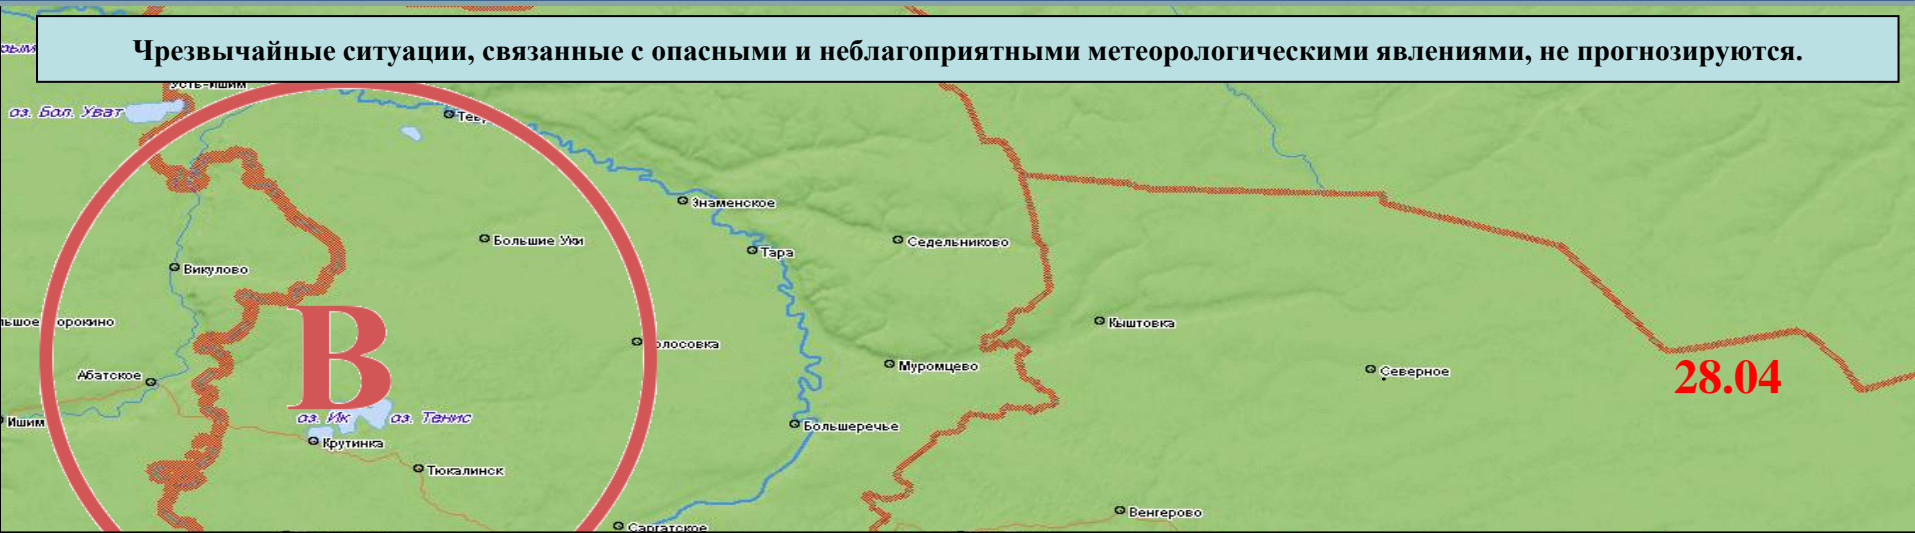 Чрезвычайные ситуации, связанные с опасными и неблагоприятными метеорологическими явлениями, не прогнозируются.
Усть-Ишим
оз. Бол. Уват
Знаменское
Большие Уки
Седельниково
Тара
Викулово
В
Кыштовка
Муромцево
Северное
Абатское
28.04
оз. Ик
оз. Тенис
Ишим
Большеречье
Крутинка
Тюкалинск
Венгерово
Саргатское